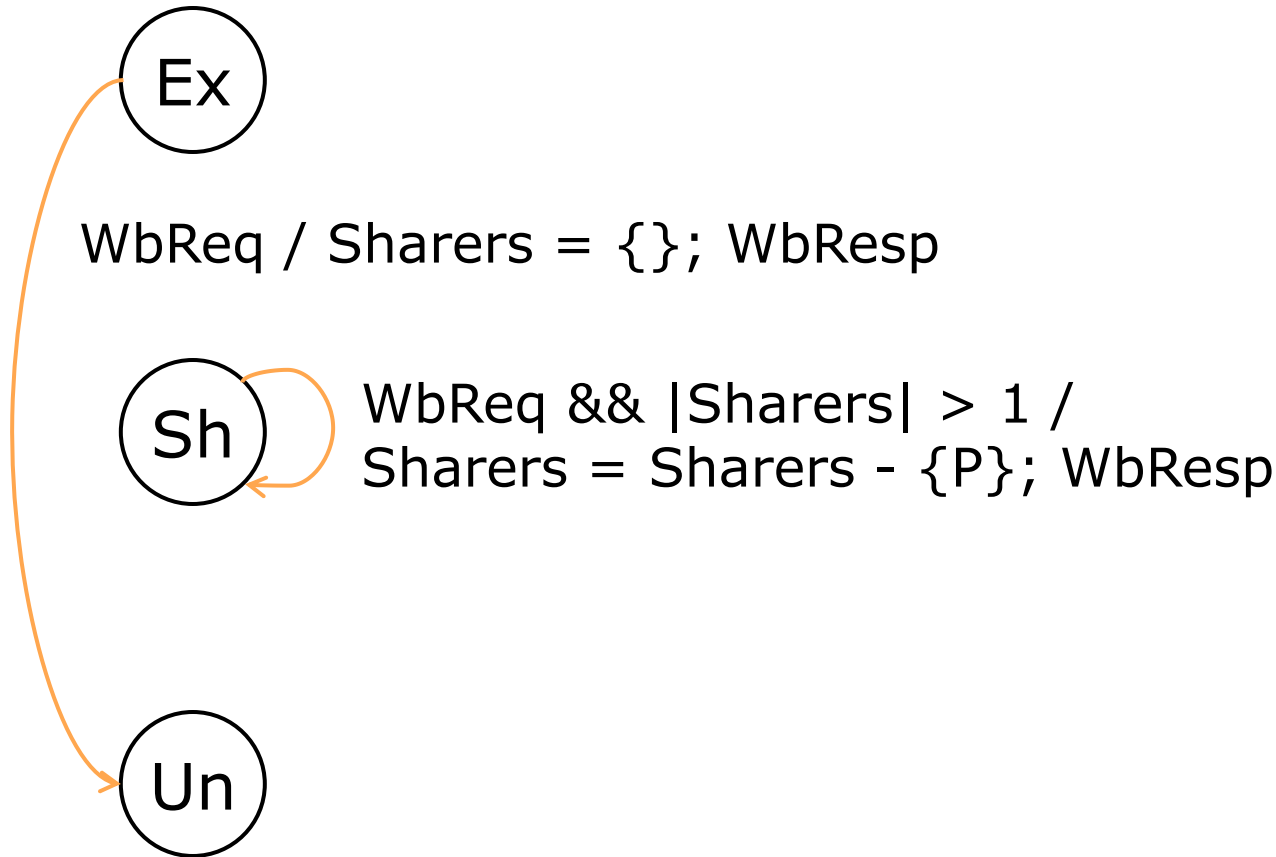 Ex
WbReq / Sharers = {}; WbResp
Sh
WbReq && |Sharers| > 1 /
Sharers = Sharers - {P}; WbResp
Un